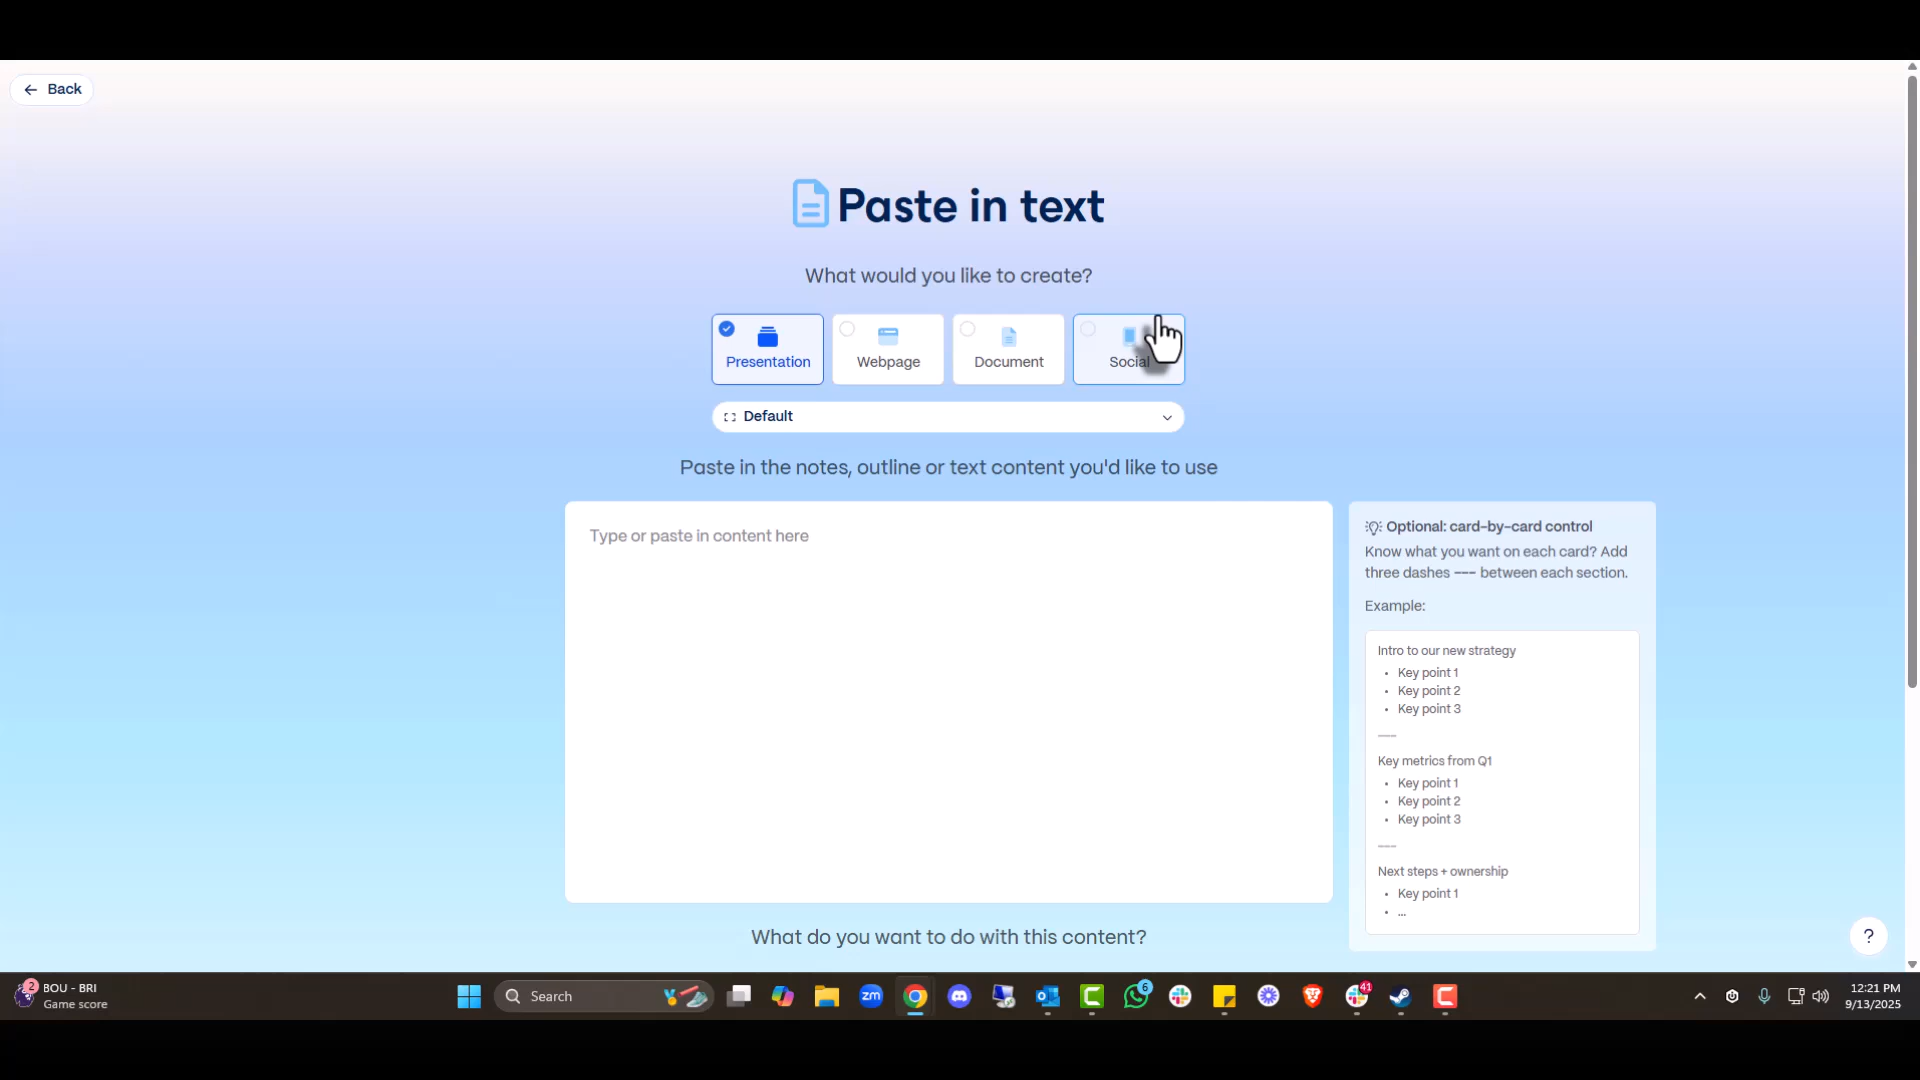 Back
Paste in text
What would you like to create?
Presentation
Webpage
Document
Social
Default
Paste in the notes, outline or text content you'd like to use
Type or paste in content here
Optional: card-by-card control
Know what you want on each card? Add
three dashes --- between each section.
Example:
Intro to our new strategy
• Key point 1
• Key point 2
• Key point 3
---
Key metrics from Q1
• Key point 1
• Key point 2
• Key point 3
---
Next steps + ownership
• Key point 1
• ...
What do you want to do with this content?
?
2
BOU - BRI
Game score
Search
zm
6
41
12:21 PM
9/13/2025